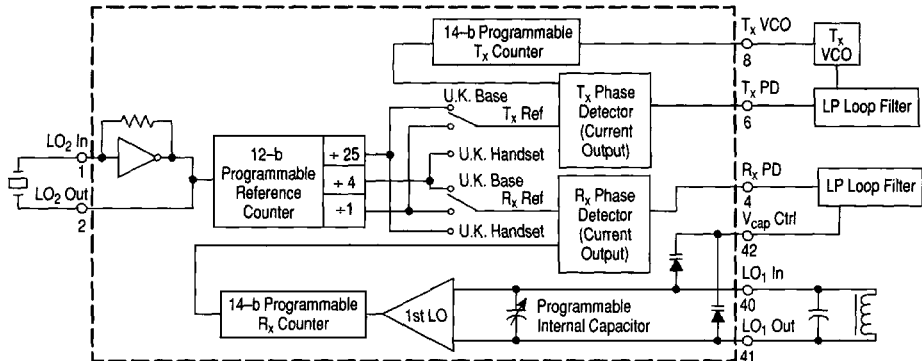 14–b Programmable
Tx Counter
Tx VCO
8
Tx
VCO
U.K. Base
Tx Ref
Tx Phase
Detector
(Current
Output)
Tx PD
6
LP Loop Filter
LO2 In
1
LO2 Out
2
12–b
Programmable
Reference
Counter
÷ 25
÷ 4
÷1
U.K. Handset
U.K. Base
Rx Ref
U.K. Handset
Rx Phase
Detector
(Current
Output)
Rx PD
4
LP Loop Filter
Vcap Ctrl
42
14–b Programmable
Rx Counter
1st LO
Programmable
Internal Capacitor
LO1 In
40
LO1 Out
41